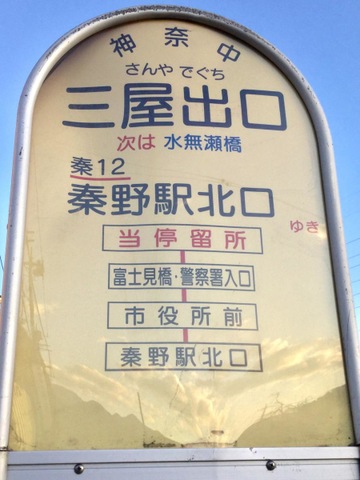 神奈中
さんや でぐち
三屋出口
次は 水無瀬橋
秦12
秦野駅北口
ゆき
当停留所
富士見橋・警察署入口
市役所前
秦野駅北口